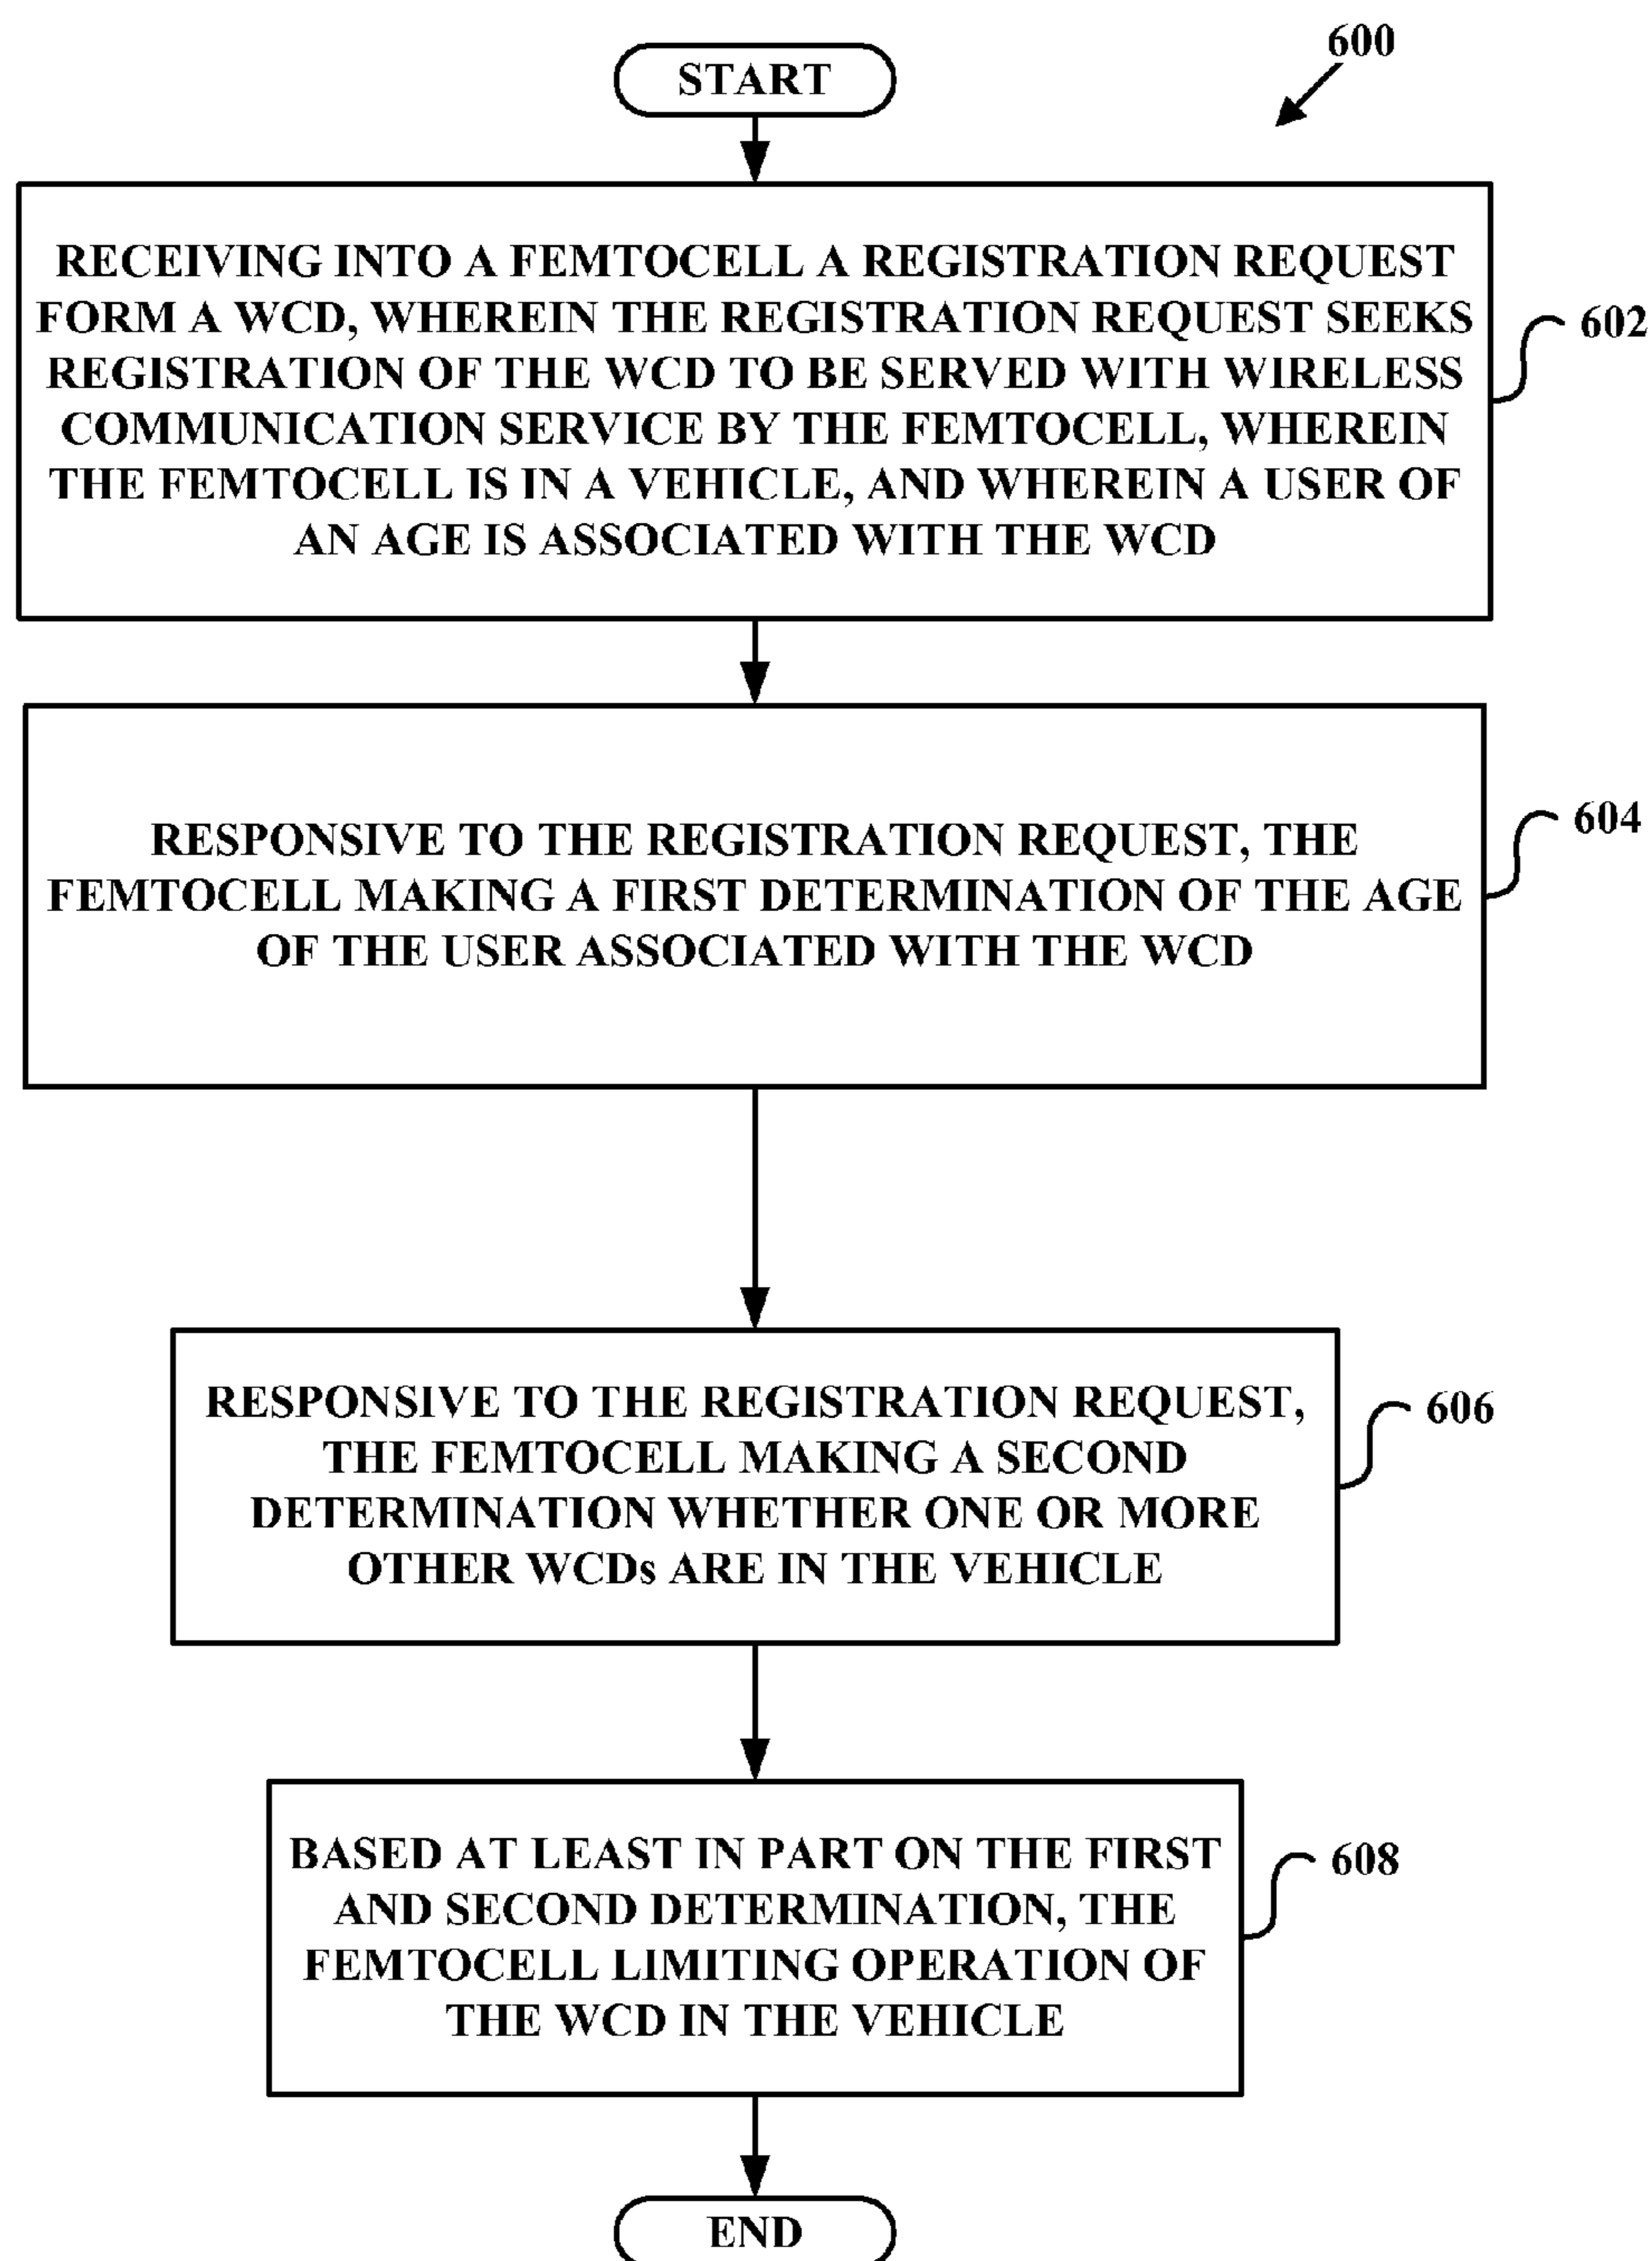 600
START
RECEIVING INTO A FEMTOCELL A REGISTRATION REQUEST
FORM A WCD, WHEREIN THE REGISTRATION REQUEST SEEKS
REGISTRATION OF THE WCD TO BE SERVED WITH WIRELESS
COMMUNICATION SERVICE BY THE FEMTOCELL, WHEREIN
THE FEMTOCELL IS IN A VEHICLE, AND WHEREIN A USER OF
AN AGE IS ASSOCIATED WITH THE WCD
602
RESPONSIVE TO THE REGISTRATION REQUEST, THE
FEMTOCELL MAKING A FIRST DETERMINATION OF THE AGE
OF THE USER ASSOCIATED WITH THE WCD
604
RESPONSIVE TO THE REGISTRATION REQUEST,
THE FEMTOCELL MAKING A SECOND
DETERMINATION WHETHER ONE OR MORE
OTHER WCDs ARE IN THE VEHICLE
606
BASED AT LEAST IN PART ON THE FIRST
AND SECOND DETERMINATION, THE
FEMTOCELL LIMITING OPERATION OF
THE WCD IN THE VEHICLE
608
END